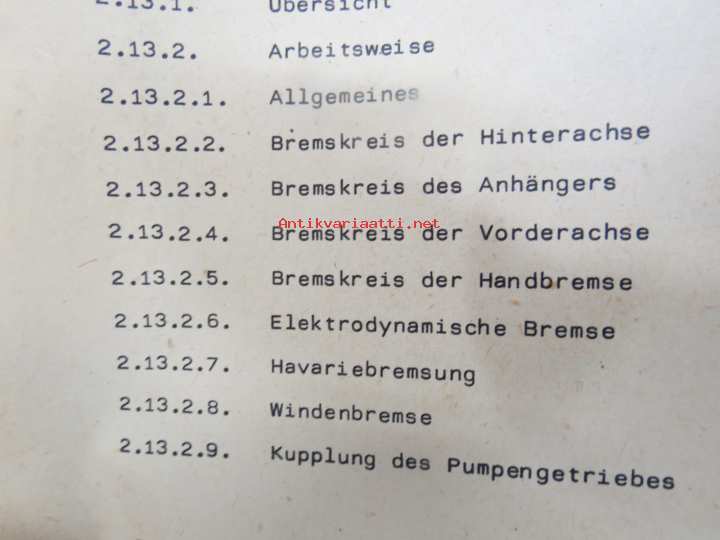 2.13.1. Übersicht
2.13.2. Arbeitsweise
2.13.2.1. Allgemeines
2.13.2.2. Bremskreis der Hinterachse
2.13.2.3. Bremskreis des Anhängers
Antikvariaatti.net
2.13.2.4. Bremskreis der Vorderachse
2.13.2.5. Bremskreis der Handbremse
2.13.2.6. Elektrodynamische Bremse
2.13.2.7. Havariebremsung
2.13.2.8. Windenbremse
2.13.2.9. Kupplung des Pumpengetriebes